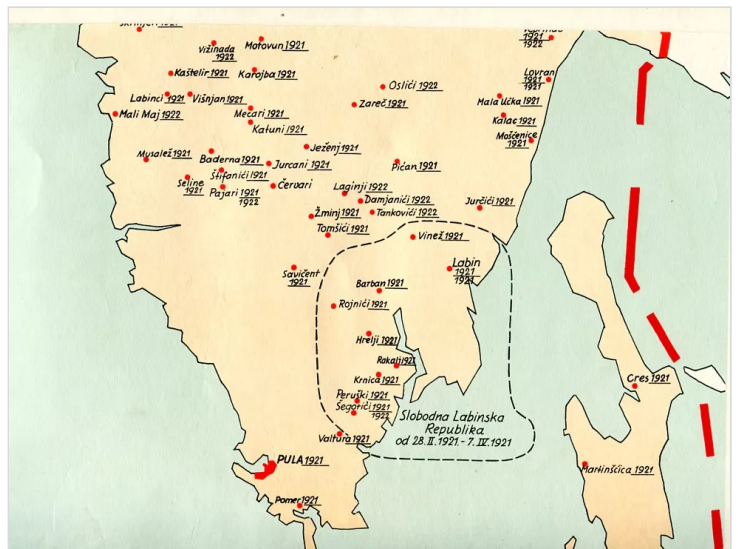 1921
1922
Vižinada
1922
Motovun 1921
Kaštelir 1921
Karojba 1921
Oslići 1922
Lovran
1921
1921
Labinci 1921
Višnjan 1921
Mečari 1921
Zareč 1921
Mala Učka 1921
Mali Maj 1922
Katuni 1921
Kalac 1921
Mošćenice
1921
Musalež 1921
Baderna 1921
Ježenj 1921
Jurcani 1921
Pićan 1921
Štifanići 1921
Seline
1921
Pajari 1921
1922
Červari
Laginji 1922
Damjanići 1922
Jurčići 1921
Žminj 1921
Tankovići 1922
Tomšići 1921
Vinež 1921
Savičent
1921
Labin
1921
1921
Barban 1921
Rojnići 1921
Hrelji 1921
Rakalj 1921
Krnica 1921
Cres 1921
Peruški 1921
Šegotići 1921
1922
Slobodna Labinska
Republika
od 28.II.1921.- 7.IV.1921
Valtura 1921
PULA 1921
Martinšćica 1921
Pomer 1921